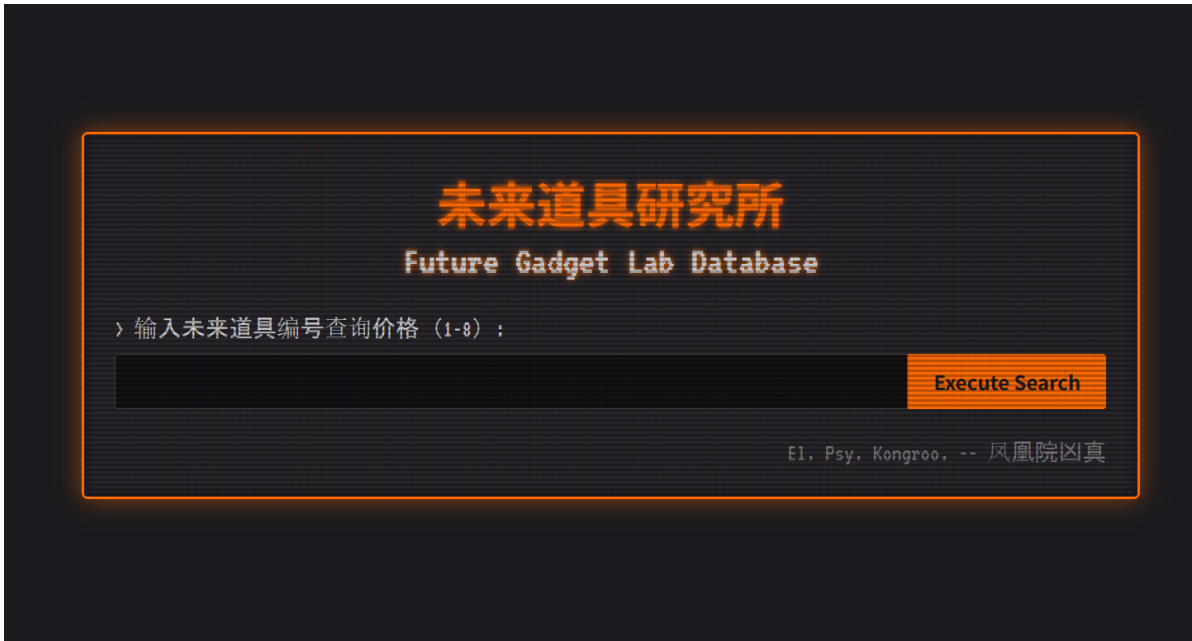 未来道具研究所
Future Gadget Lab Database
> 输入未来道具编号查询价格（1-8）:
Execute Search
El. Psy. Kongroo. -- 凤凰院凶真